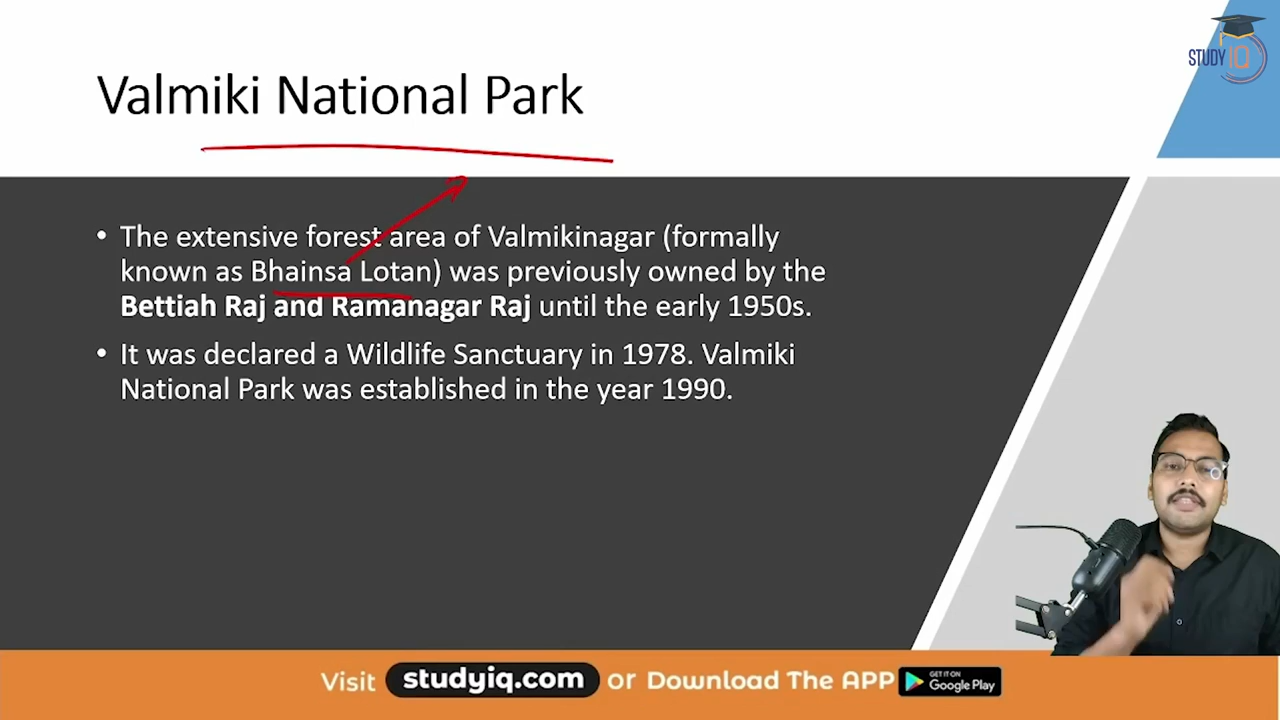 STUDY IQ
Valmiki National Park
• The extensive forest area of Valmikinagar (formally
known as Bhainsa Lotan) was previously owned by the
Bettiah Raj and Ramanagar Raj until the early 1950s.
• It was declared a Wildlife Sanctuary in 1978. Valmiki
National Park was established in the year 1990.
Visit studyiq.com or Download The APP GET IT ON Google Play